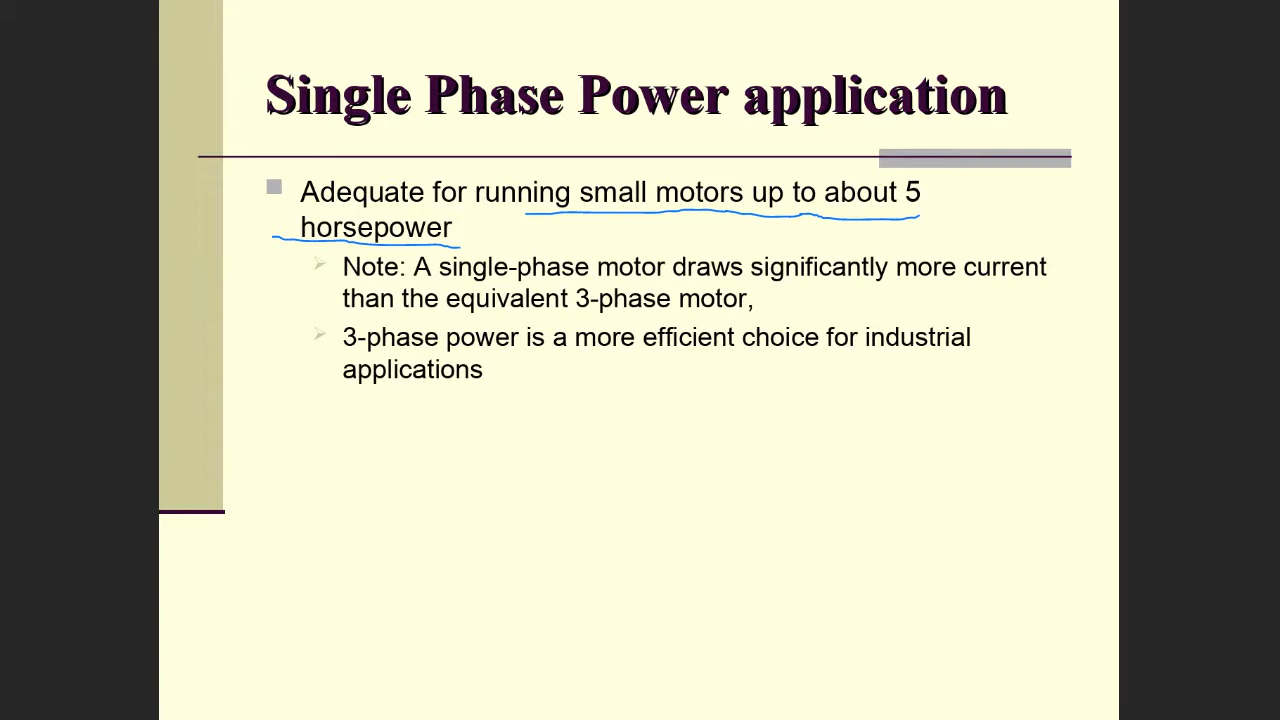 Single Phase Power application
Adequate for running small motors up to about 5
horsepower
Note: A single-phase motor draws significantly more current
than the equivalent 3-phase motor,
3-phase power is a more efficient choice for industrial
applications